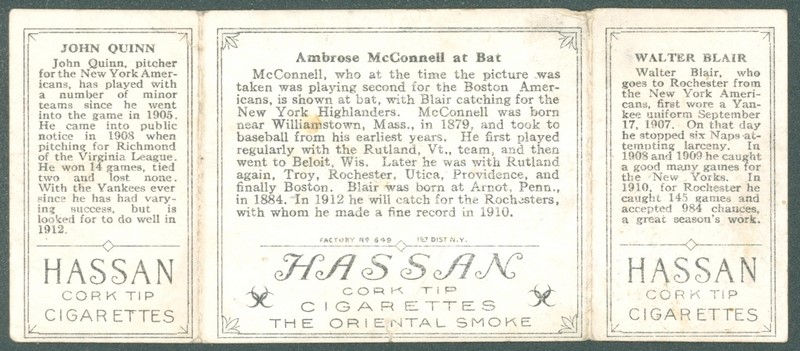 JOHN QUINN
John Quinn, pitcher
for the New York Amer-
icans, has played with
a number of minor
teams since he went
into the game in 1905.
He came into public
notice in 1908 when
pitching for Richmond
of the Virginia League.
He won 14 games, tied
two and lost none.
With the Yankees ever
since he has had vary-
ing success, but is
looked for to do well in
1912.
HASSAN
CORK TIP
CIGARETTES
Ambrose McConnell at Bat
McConnell, who at the time the picture was
taken was playing second for the Boston Amer-
icans, is shown at bat, with Blair catching for the
New York Highlanders. McConnell was born
near Williamstown, Mass., in 1879, and took to
baseball from his earliest years. He first played
regularly with the Rutland, Vt., team, and then
went to Beloit, Wis. Later he was with Rutland
again, Troy, Rochester, Utica, Providence, and
finally Boston. Blair was born at Arnot, Penn.,
in 1884. In 1912 he will catch for the Rochesters,
with whom he made a fine record in 1910.
FACTORY Nº 649 1ST DIST N.Y.
HASSAN
CORK TIP
CIGARETTES
THE ORIENTAL SMOKE
WALTER BLAIR
Walter Blair, who
goes to Rochester from
the New York Ameri-
cans, first wore a Yan-
kee uniform September
17, 1907. On that day
he stopped six Naps at-
tempting larceny. In
1908 and 1909 he caught
a good many games for
the New Yorks. In
1910, for Rochester he
caught 145 games and
accepted 984 chances,
a great season's work.
HASSAN
CORK TIP
CIGARETTES